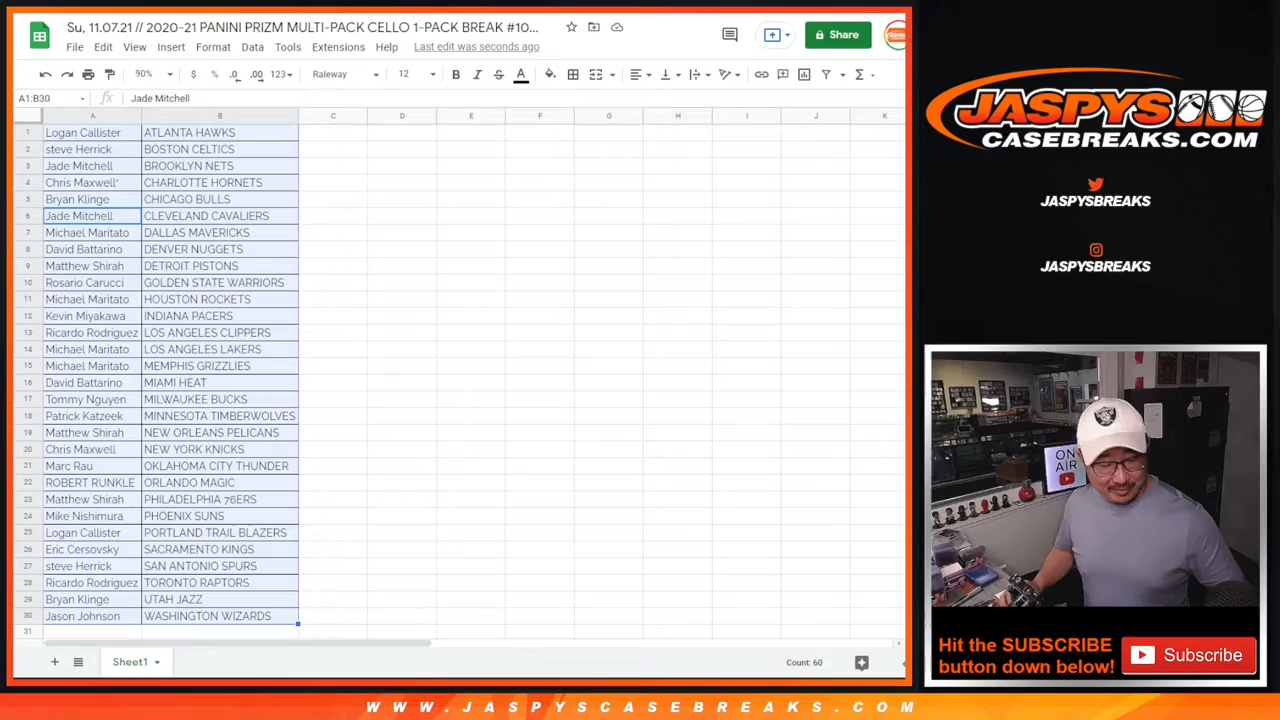 Su, 11.07.21 // 2020-21 PANINI PRIZM MULTI-PACK CELLO 1-PACK BREAK #10...
File Edit View Insert Format Data Tools Extensions Help Last edit was seconds ago
Share
90% $ % .0 .00 123 Raleway 12 B I S A
A1:B30 fx Jade Mitchell
A B C D E F G H I J K
1 Logan Callister ATLANTA HAWKS
2 steve Herrick BOSTON CELTICS
3 Jade Mitchell BROOKLYN NETS
4 Chris Maxwell* CHARLOTTE HORNETS
5 Bryan Klinge CHICAGO BULLS
6 Jade Mitchell CLEVELAND CAVALIERS
7 Michael Maritato DALLAS MAVERICKS
8 David Battarino DENVER NUGGETS
9 Matthew Shirah DETROIT PISTONS
10 Rosario Carucci GOLDEN STATE WARRIORS
11 Michael Maritato HOUSTON ROCKETS
12 Kevin Miyakawa INDIANA PACERS
13 Ricardo Rodriguez LOS ANGELES CLIPPERS
14 Michael Maritato LOS ANGELES LAKERS
15 Michael Maritato MEMPHIS GRIZZLIES
16 David Battarino MIAMI HEAT
17 Tommy Nguyen MILWAUKEE BUCKS
18 Patrick Katzeek MINNESOTA TIMBERWOLVES
19 Matthew Shirah NEW ORLEANS PELICANS
20 Chris Maxwell NEW YORK KNICKS
21 Marc Rau OKLAHOMA CITY THUNDER
22 ROBERT RUNKLE ORLANDO MAGIC
23 Matthew Shirah PHILADELPHIA 76ERS
24 Mike Nishimura PHOENIX SUNS
25 Logan Callister PORTLAND TRAIL BLAZERS
26 Eric Cersovsky SACRAMENTO KINGS
27 steve Herrick SAN ANTONIO SPURS
28 Ricardo Rodriguez TORONTO RAPTORS
29 Bryan Klinge UTAH JAZZ
30 Jason Johnson WASHINGTON WIZARDS
31
Sheet1
Count: 60
JASPYS
CASEBREAKS.COM
JASPYSBREAKS
JASPYSBREAKS
ON
AIR
Hit the SUBSCRIBE
button down below!
Subscribe
WWW.JASPYSCASEBREAKS.COM